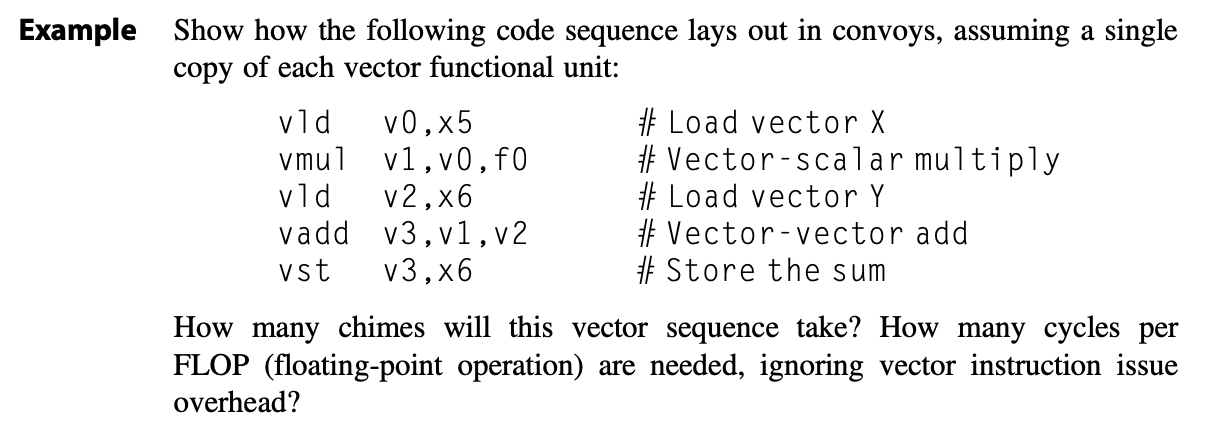 Example Show how the following code sequence lays out in convoys, assuming a single
copy of each vector functional unit:
vld v0,x5 # Load vector X
vmul v1,v0,f0 # Vector-scalar multiply
vld v2,x6 # Load vector Y
vadd v3,v1,v2 # Vector-vector add
vst v3,x6 # Store the sum
How many chimes will this vector sequence take? How many cycles per
FLOP (floating-point operation) are needed, ignoring vector instruction issue
overhead?